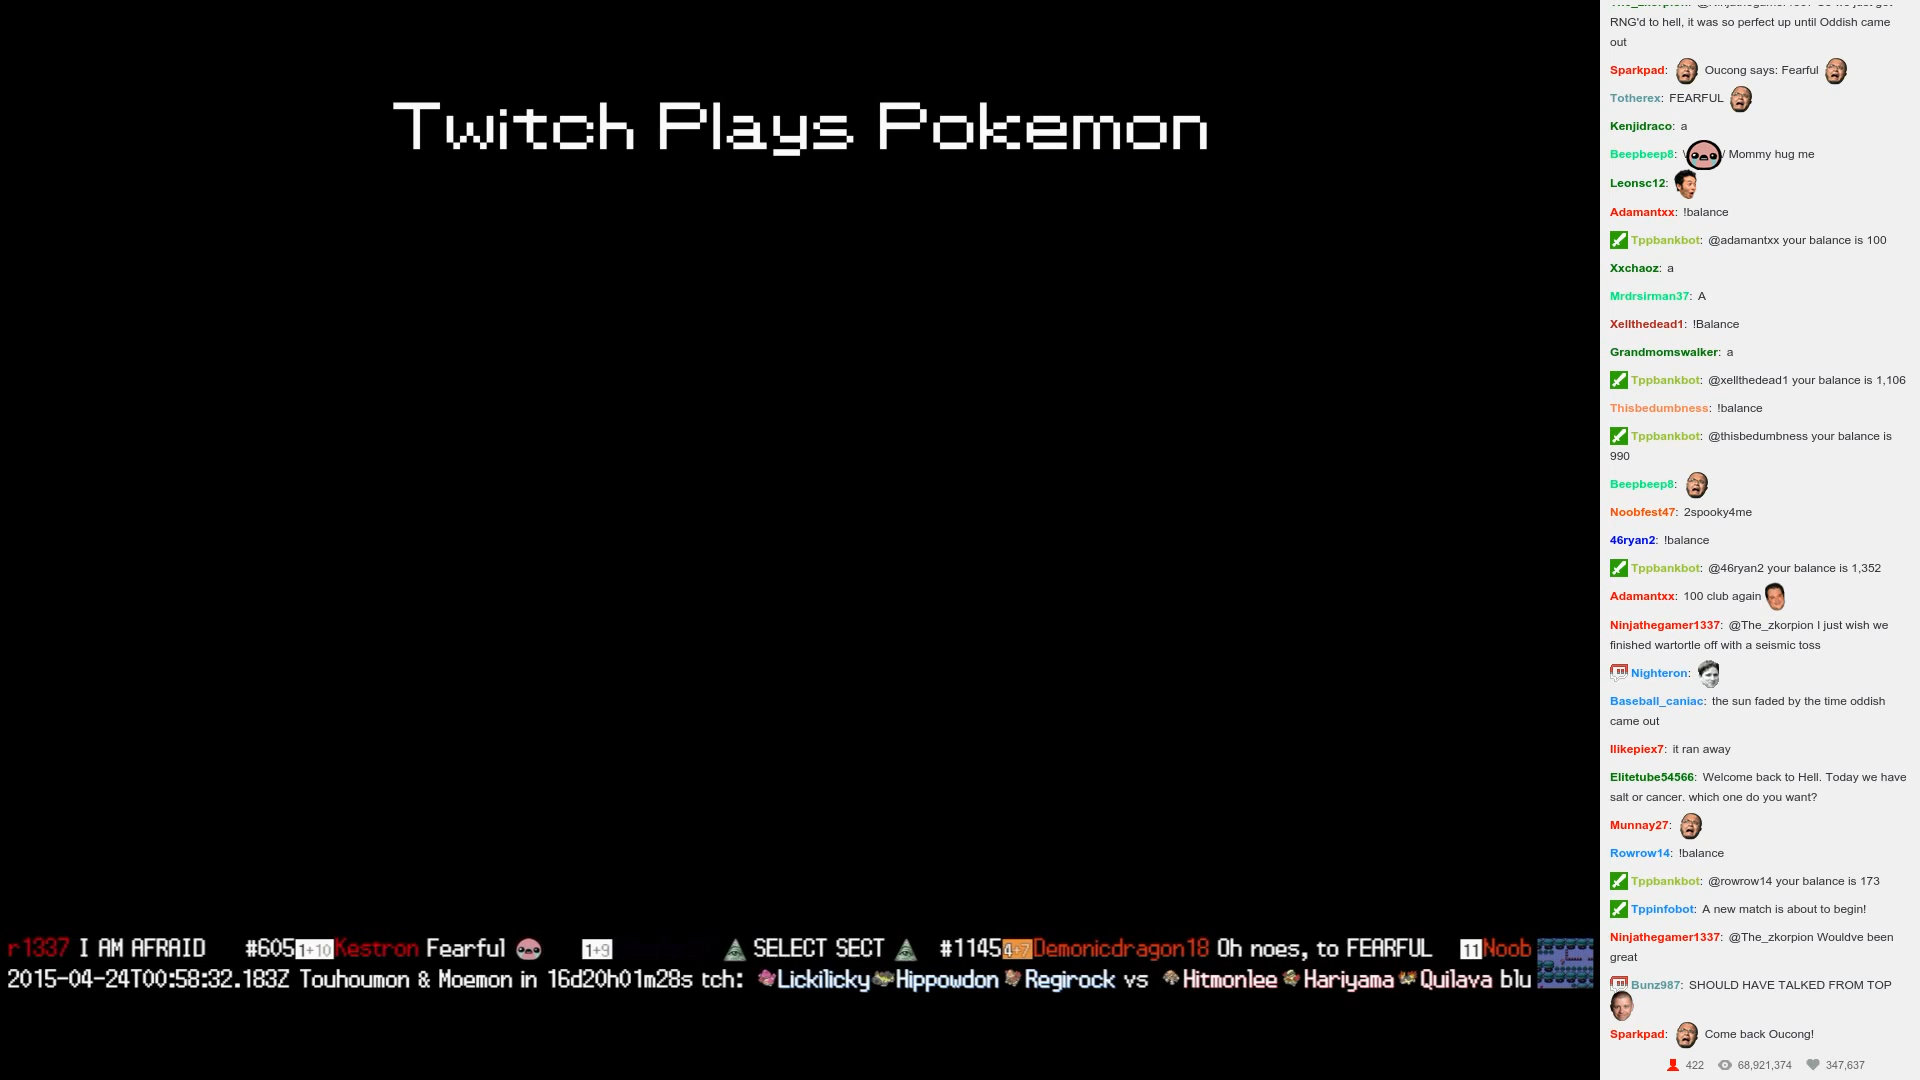 Twitch Plays Pokemon
r1337 I AM AFRAID #605 1+10 Kestron Fearful 1+9 SELECT SECT #1145 4+7 Demonicdragon18 Oh noes, to FEARFUL 11 Noob
2015-04-24T00:58:32.183Z Touhoumon & Moemon in 16d20h01m28s tch: Lickilicky Hippowdon Regirock vs Hitmonlee Hariyama Quilava blu
RNG'd to hell, it was so perfect up until Oddish came
out
Sparkpad: Oucong says: Fearful
Totherex: FEARFUL
Kenjidraco: a
Beepbeep8: \ / Mommy hug me
Leonsc12:
Adamantxx: !balance
Tppbankbot: @adamantxx your balance is 100
Xxchaoz: a
Mrdrsirman37: A
Xellthedead1: !Balance
Grandmomswalker: a
Tppbankbot: @xellthedead1 your balance is 1,106
Thisbedumbness: !balance
Tppbankbot: @thisbedumbness your balance is
990
Beepbeep8:
Noobfest47: 2spooky4me
46ryan2: !balance
Tppbankbot: @46ryan2 your balance is 1,352
Adamantxx: 100 club again
Ninjathegamer1337: @The_zkorpion I just wish we
finished wartortle off with a seismic toss
Nighteron:
Baseball_caniac: the sun faded by the time oddish
came out
Ilikepiex7: it ran away
Elitetube54566: Welcome back to Hell. Today we have
salt or cancer. which one do you want?
Munnay27:
Rowrow14: !balance
Tppbankbot: @rowrow14 your balance is 173
Tppinfobot: A new match is about to begin!
Ninjathegamer1337: @The_zkorpion Wouldve been
great
Bunz987: SHOULD HAVE TALKED FROM TOP
Sparkpad: Come back Oucong!
422 68,921,374 347,637